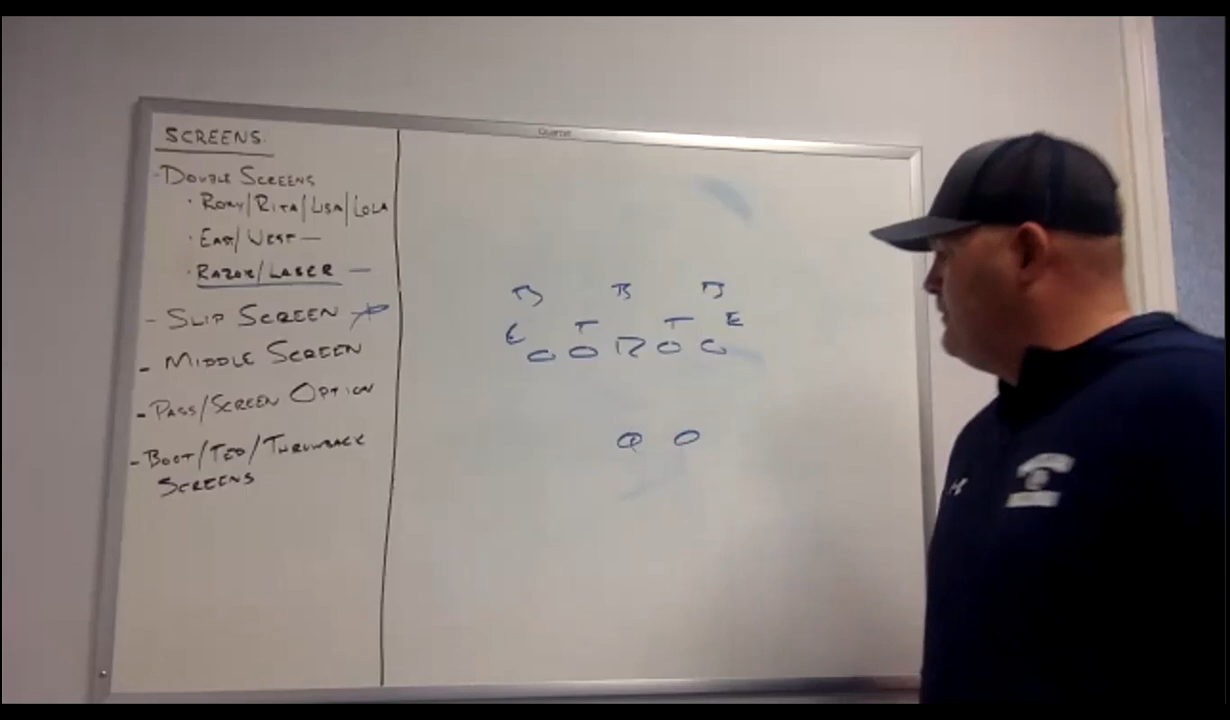 Quartet
SCREENS
- DOUBLE SCREENS
· RORY/RITA/LISA/LOLA
· EAST/WEST —
· RAZOR/LASER —
- SLIP SCREEN
- MIDDLE SCREEN
- PASS/SCREEN OPTION
- BOOT/TED/THROWBACK
SCREENS
B B B
E T T E
O O O O
Q O